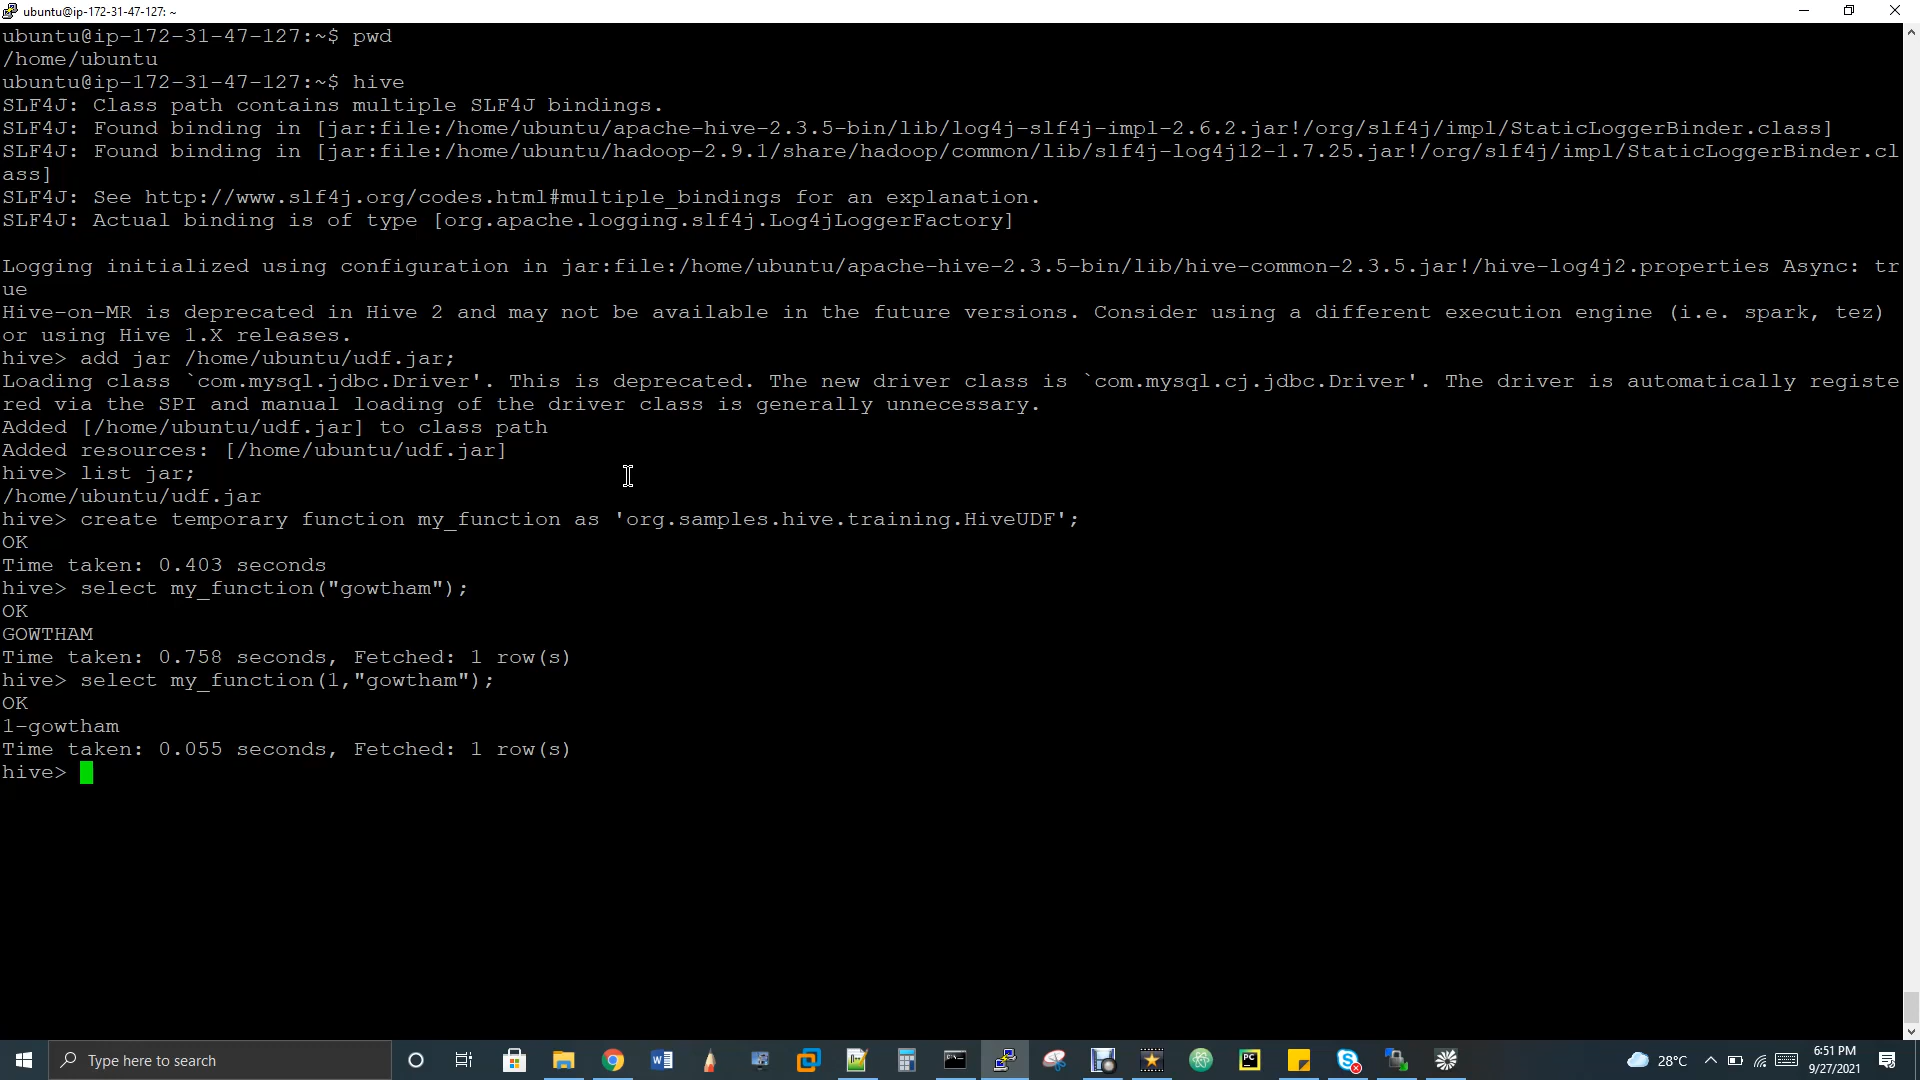 ubuntu@ip-172-31-47-127: ~
ubuntu@ip-172-31-47-127:~$ pwd
/home/ubuntu
ubuntu@ip-172-31-47-127:~$ hive
SLF4J: Class path contains multiple SLF4J bindings.
SLF4J: Found binding in [jar:file:/home/ubuntu/apache-hive-2.3.5-bin/lib/log4j-slf4j-impl-2.6.2.jar!/org/slf4j/impl/StaticLoggerBinder.class]
SLF4J: Found binding in [jar:file:/home/ubuntu/hadoop-2.9.1/share/hadoop/common/lib/slf4j-log4j12-1.7.25.jar!/org/slf4j/impl/StaticLoggerBinder.cl
ass]
SLF4J: See http://www.slf4j.org/codes.html#multiple_bindings for an explanation.
SLF4J: Actual binding is of type [org.apache.logging.slf4j.Log4jLoggerFactory]
Logging initialized using configuration in jar:file:/home/ubuntu/apache-hive-2.3.5-bin/lib/hive-common-2.3.5.jar!/hive-log4j2.properties Async: tr
ue
Hive-on-MR is deprecated in Hive 2 and may not be available in the future versions. Consider using a different execution engine (i.e. spark, tez)
or using Hive 1.X releases.
hive> add jar /home/ubuntu/udf.jar;
Loading class `com.mysql.jdbc.Driver'. This is deprecated. The new driver class is `com.mysql.cj.jdbc.Driver'. The driver is automatically registe
red via the SPI and manual loading of the driver class is generally unnecessary.
Added [/home/ubuntu/udf.jar] to class path
Added resources: [/home/ubuntu/udf.jar]
hive> list jar;
/home/ubuntu/udf.jar
hive> create temporary function my_function as 'org.samples.hive.training.HiveUDF';
OK
Time taken: 0.403 seconds
hive> select my_function("gowtham");
OK
GOWTHAM
Time taken: 0.758 seconds, Fetched: 1 row(s)
hive> select my_function(1,"gowtham");
OK
1-gowtham
Time taken: 0.055 seconds, Fetched: 1 row(s)
hive>
Type here to search
28°C
6:51 PM
9/27/2021